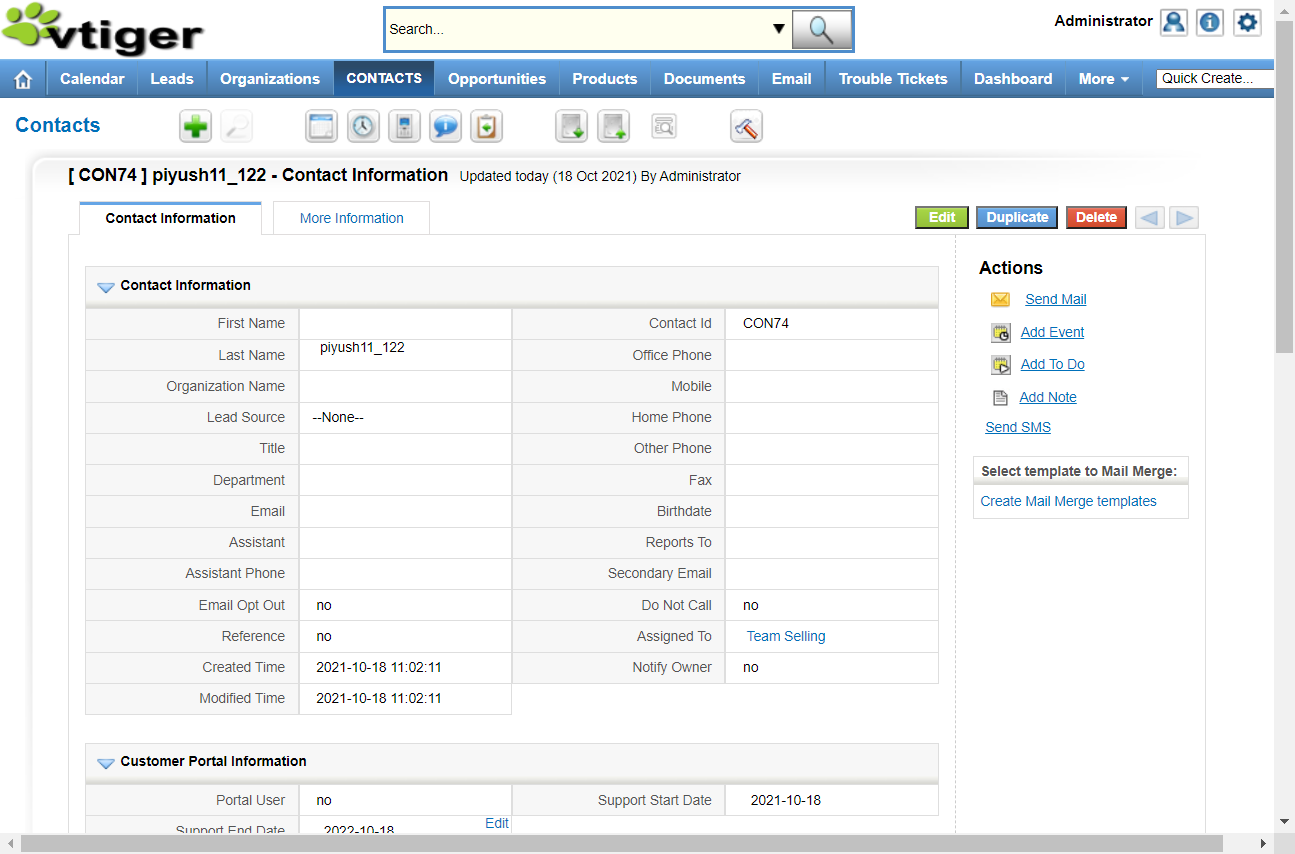 vtiger
Search...
Administrator
Calendar Leads Organizations CONTACTS Opportunities Products Documents Email Trouble Tickets Dashboard More Quick Create...
Contacts
[ CON74 ] piyush11_122 - Contact Information Updated today (18 Oct 2021) By Administrator
Contact Information More Information Edit Duplicate Delete
Contact Information
First Name Contact Id CON74
Last Name piyush11_122 Office Phone
Organization Name Mobile
Lead Source --None-- Home Phone
Title Other Phone
Department Fax
Email Birthdate
Assistant Reports To
Assistant Phone Secondary Email
Email Opt Out no Do Not Call no
Reference no Assigned To Team Selling
Created Time 2021-10-18 11:02:11 Notify Owner no
Modified Time 2021-10-18 11:02:11
Customer Portal Information
Portal User no Support Start Date 2021-10-18
Support End Date 2022-10-18 Edit
Actions
Send Mail
Add Event
Add To Do
Add Note
Send SMS
Select template to Mail Merge:
Create Mail Merge templates